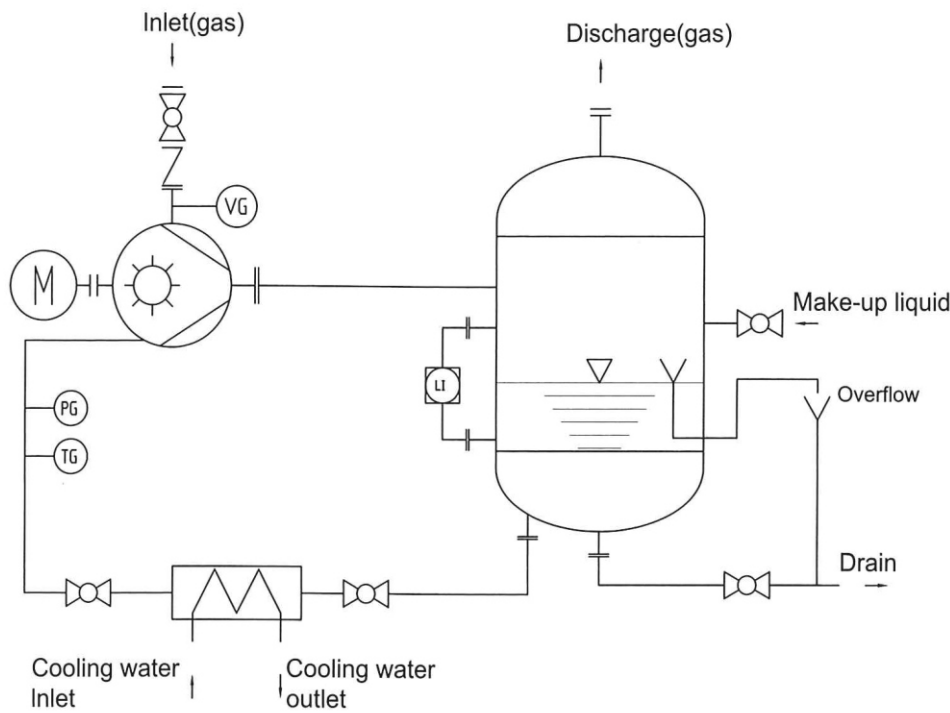 Inlet(gas)
Discharge(gas)
VG
M
Make-up liquid
LI
PG
Overflow
TG
Drain
Cooling water
Inlet
Cooling water
outlet